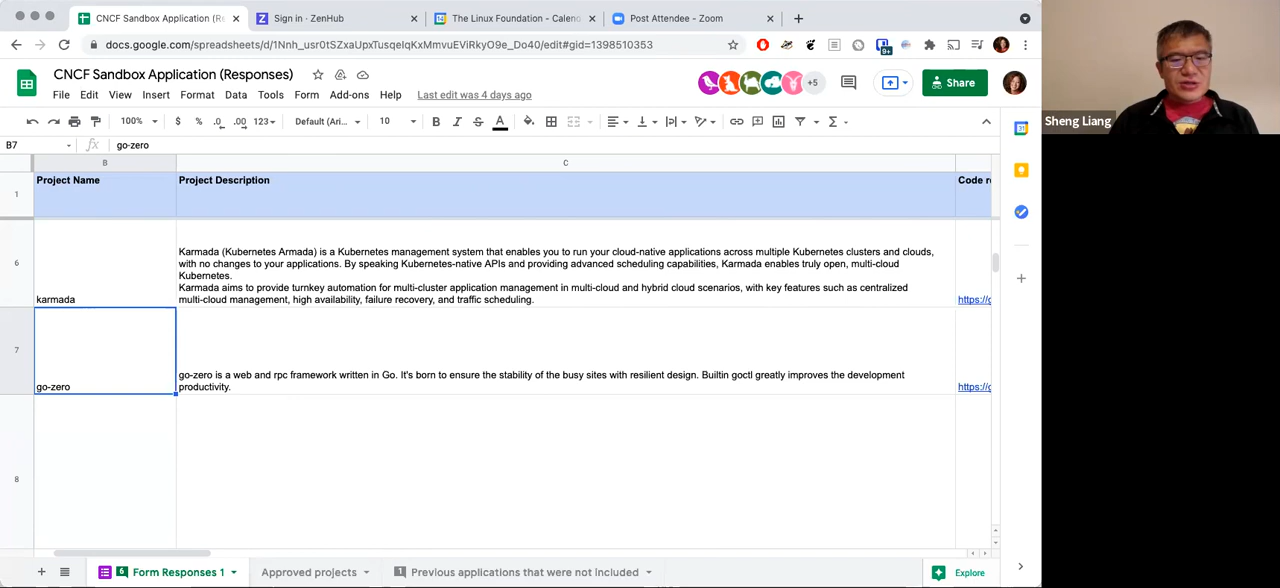 CNCF Sandbox Application (Re
Sign in · ZenHub
The Linux Foundation - Calend
Post Attendee - Zoom
docs.google.com/spreadsheets/d/1Nnh_usr0tSZxaUpxTusqeIqKxMmvuEViRkyO9e_Do40/edit#gid=1398510353
9+
CNCF Sandbox Application (Responses)
File Edit View Insert Format Data Tools Form Add-ons Help Last edit was 4 days ago
+5
Share
Sheng Liang
100% $ % .0 .00 123 Default (Ari... 10 B I S A
B7 fx go-zero
B C
1 Project Name Project Description Code r
6 karmada
Karmada (Kubernetes Armada) is a Kubernetes management system that enables you to run your cloud-native applications across multiple Kubernetes clusters and clouds,
with no changes to your applications. By speaking Kubernetes-native APIs and providing advanced scheduling capabilities, Karmada enables truly open, multi-cloud
Kubernetes.
Karmada aims to provide turnkey automation for multi-cluster application management in multi-cloud and hybrid cloud scenarios, with key features such as centralized
multi-cloud management, high availability, failure recovery, and traffic scheduling.
https://g
7 go-zero
go-zero is a web and rpc framework written in Go. It's born to ensure the stability of the busy sites with resilient design. Builtin goctl greatly improves the development
productivity.
https://g
8
6 Form Responses 1
Approved projects
1 Previous applications that were not included
Explore